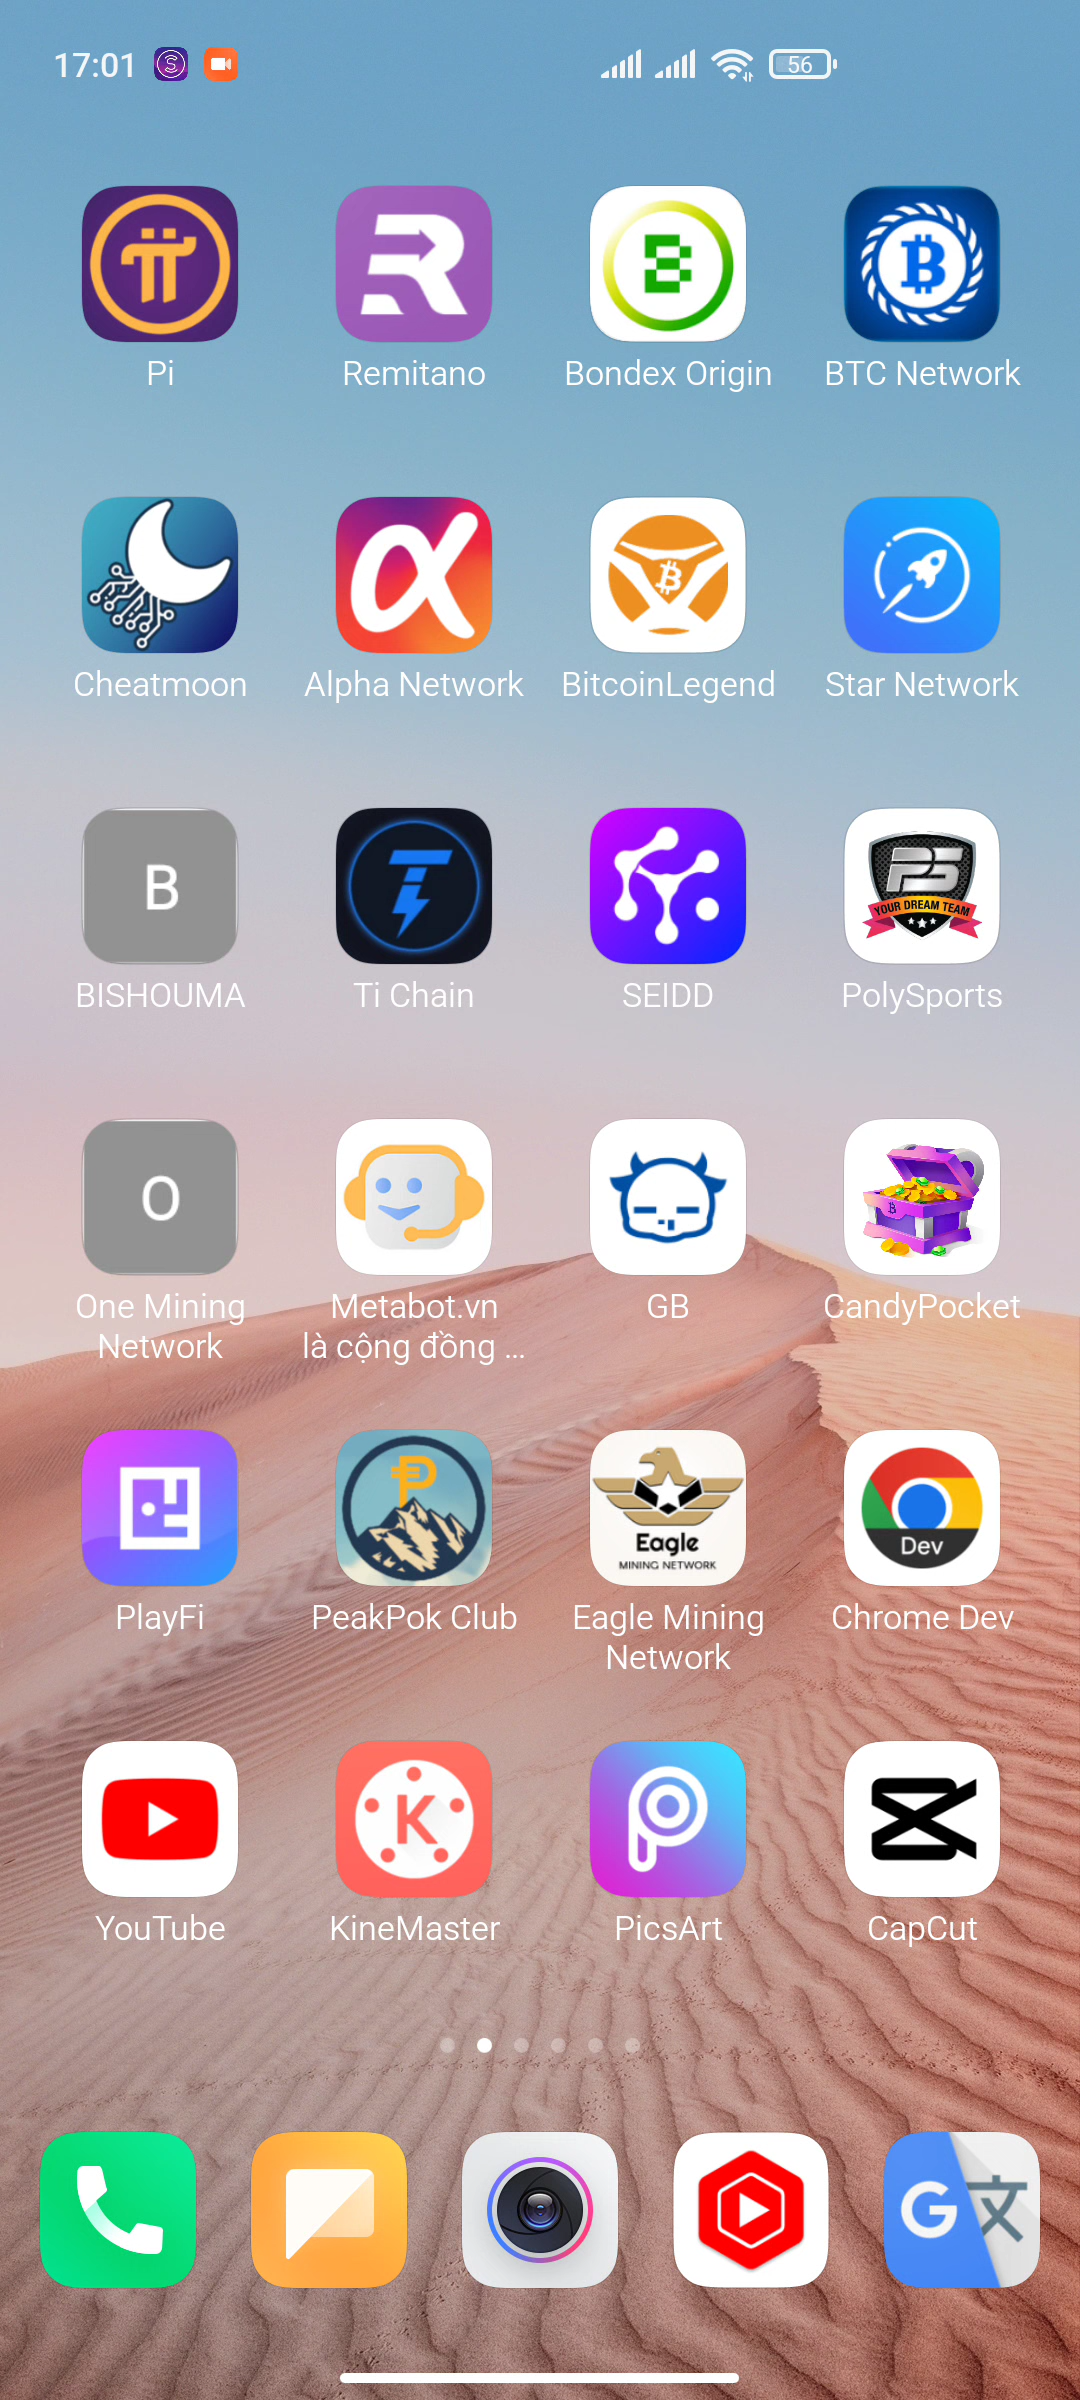 17:01
56
Pi
Remitano
Bondex Origin
BTC Network
Cheatmoon
Alpha Network
BitcoinLegend
Star Network
B
PS
YOUR DREAM TEAM
BISHOUMA
Ti Chain
SEIDD
PolySports
O
One Mining
Network
Metabot.vn
là cộng đồng ...
GB
CandyPocket
Eagle
MINING NETWORK
Dev
PlayFi
PeakPok Club
Eagle Mining
Network
Chrome Dev
K
YouTube
KineMaster
PicsArt
CapCut
G 文